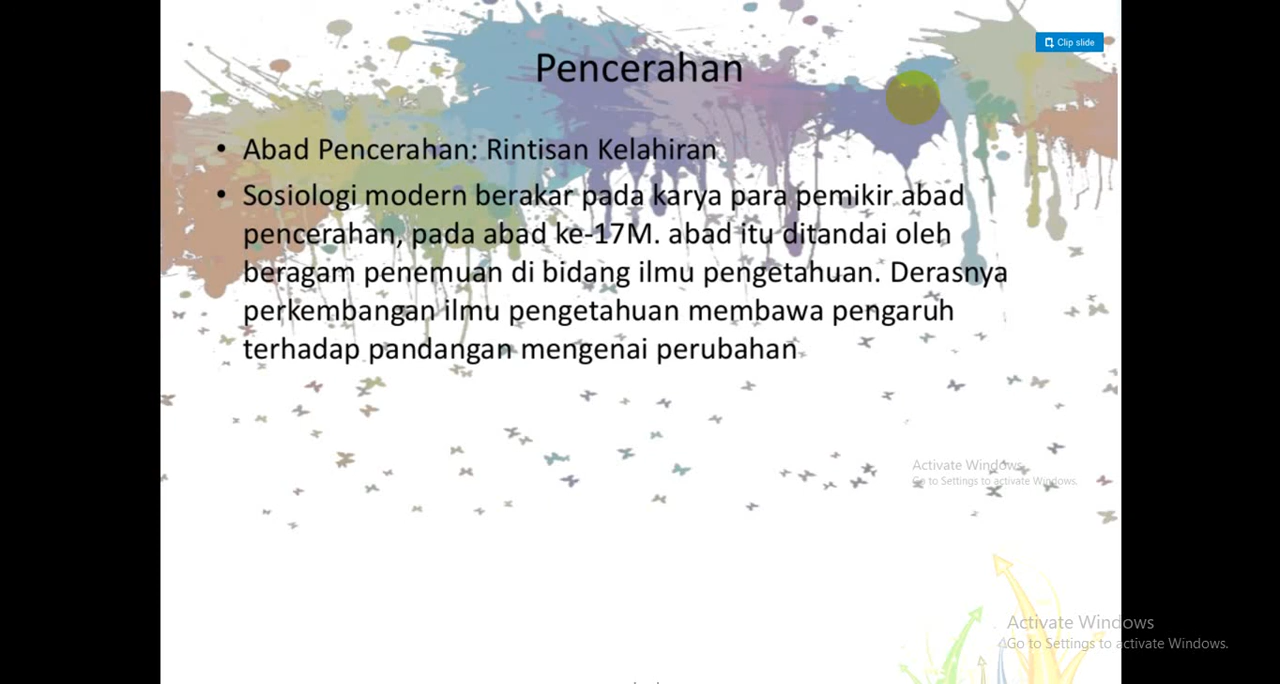 Clip slide
Pencerahan
• Abad Pencerahan: Rintisan Kelahiran
• Sosiologi modern berakar pada karya para pemikir abad
pencerahan, pada abad ke-17M. abad itu ditandai oleh
beragam penemuan di bidang ilmu pengetahuan. Derasnya
perkembangan ilmu pengetahuan membawa pengaruh
terhadap pandangan mengenai perubahan
Activate Windows
Go to Settings to activate Windows.
Activate Windows
Go to Settings to activate Windows.